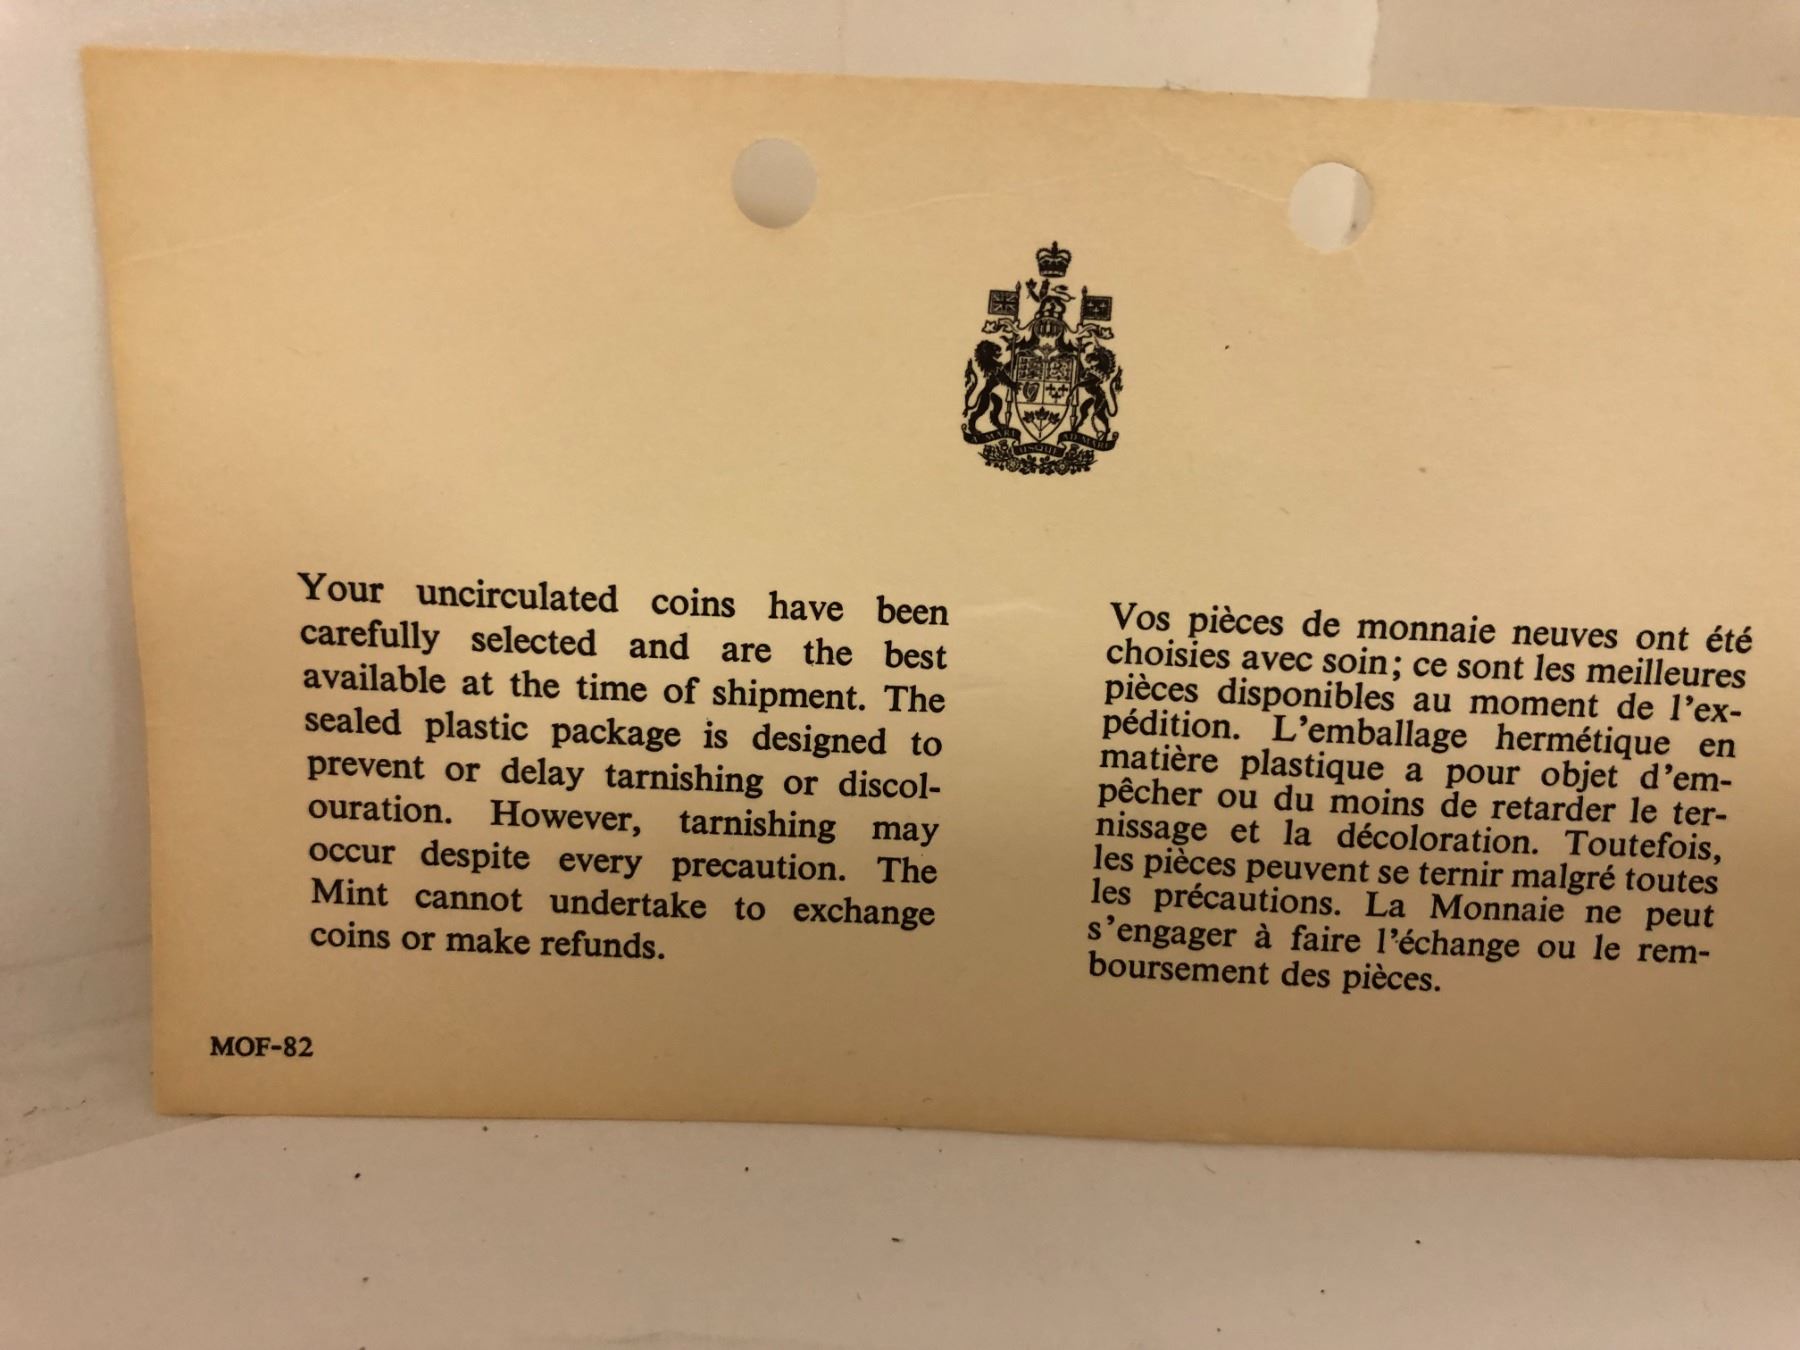 A MARI USQUE AD MARE
Your uncirculated coins have been
carefully selected and are the best
available at the time of shipment. The
sealed plastic package is designed to
prevent or delay tarnishing or discol-
ouration. However, tarnishing may
occur despite every precaution. The
Mint cannot undertake to exchange
coins or make refunds.
Vos pièces de monnaie neuves ont été
choisies avec soin; ce sont les meilleures
pièces disponibles au moment de l'ex-
pédition. L'emballage hermétique en
matière plastique a pour objet d'em-
pêcher ou du moins de retarder le ter-
nissage et la décoloration. Toutefois,
les pièces peuvent se ternir malgré toutes
les précautions. La Monnaie ne peut
s'engager à faire l'échange ou le rem-
boursement des pièces.
MOF-82